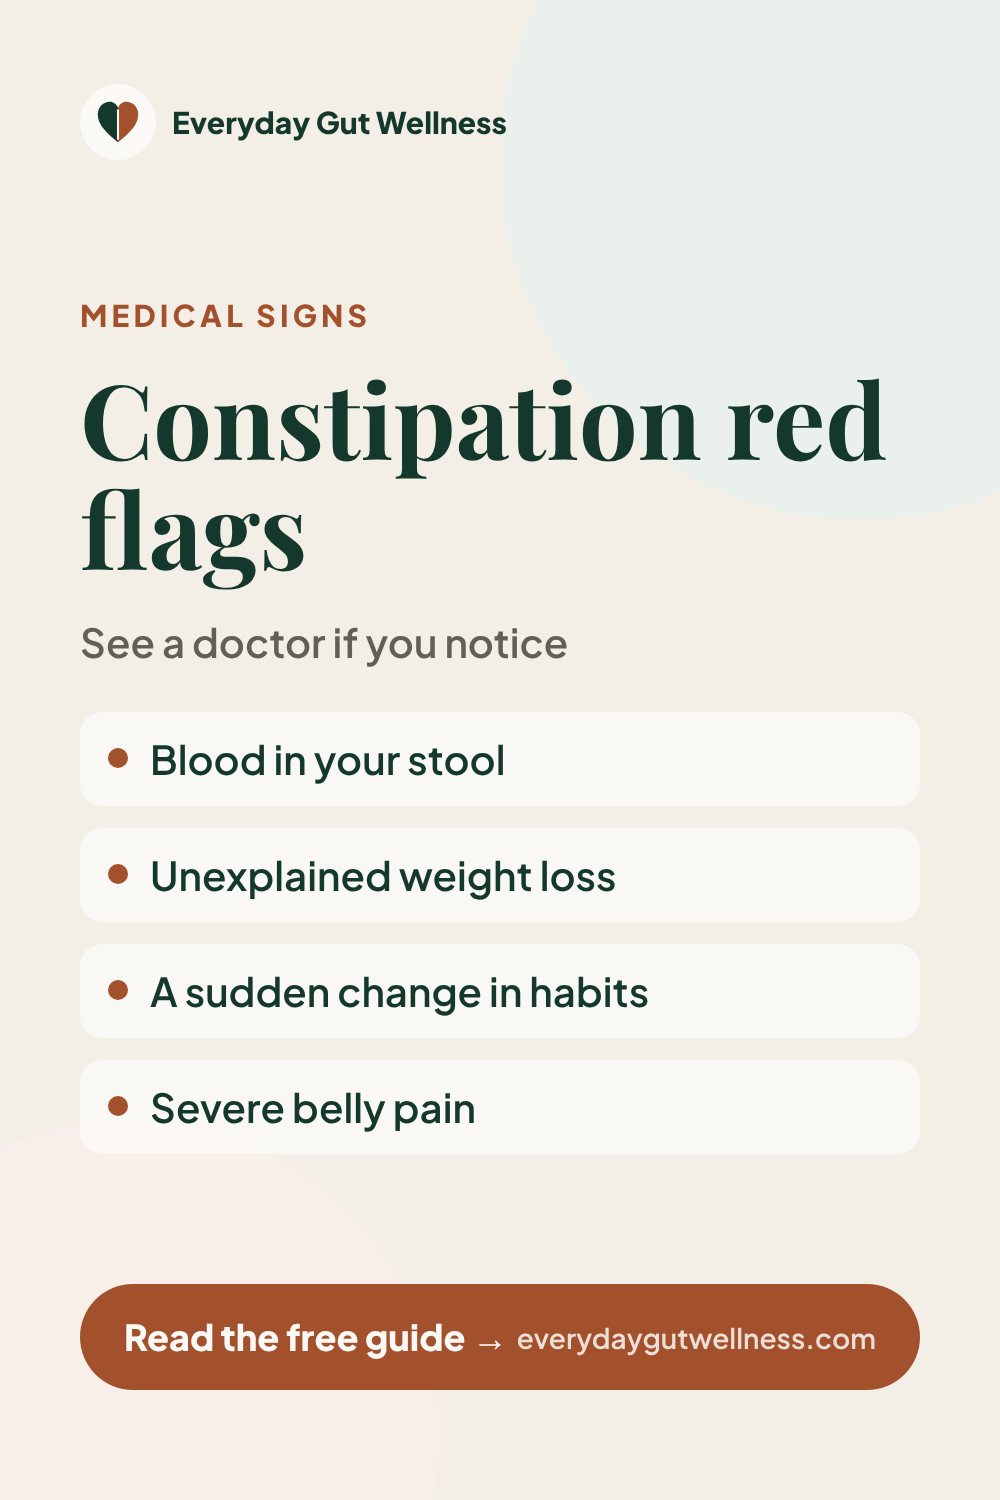 Everyday Gut Wellness
MEDICAL SIGNS
Constipation red
flags
See a doctor if you notice
Blood in your stool
Unexplained weight loss
A sudden change in habits
Severe belly pain
Read the free guide → everydaygutwellness.com